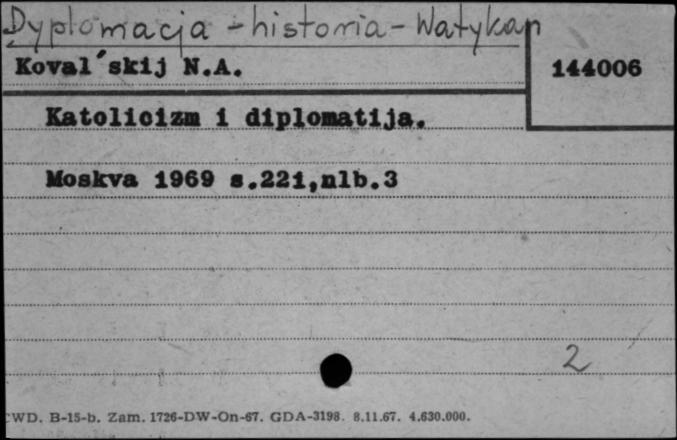 Dyplomacja - historia - Watykan
Koval´skij N.A.
144006
Katolicizm i diplomatija.
Moskva 1969 s.221,nlb.3
2
CWD. B-15-b. Zam. 1726-DW-On-67. GDA-3198. 8.11.67. 4.630.000.